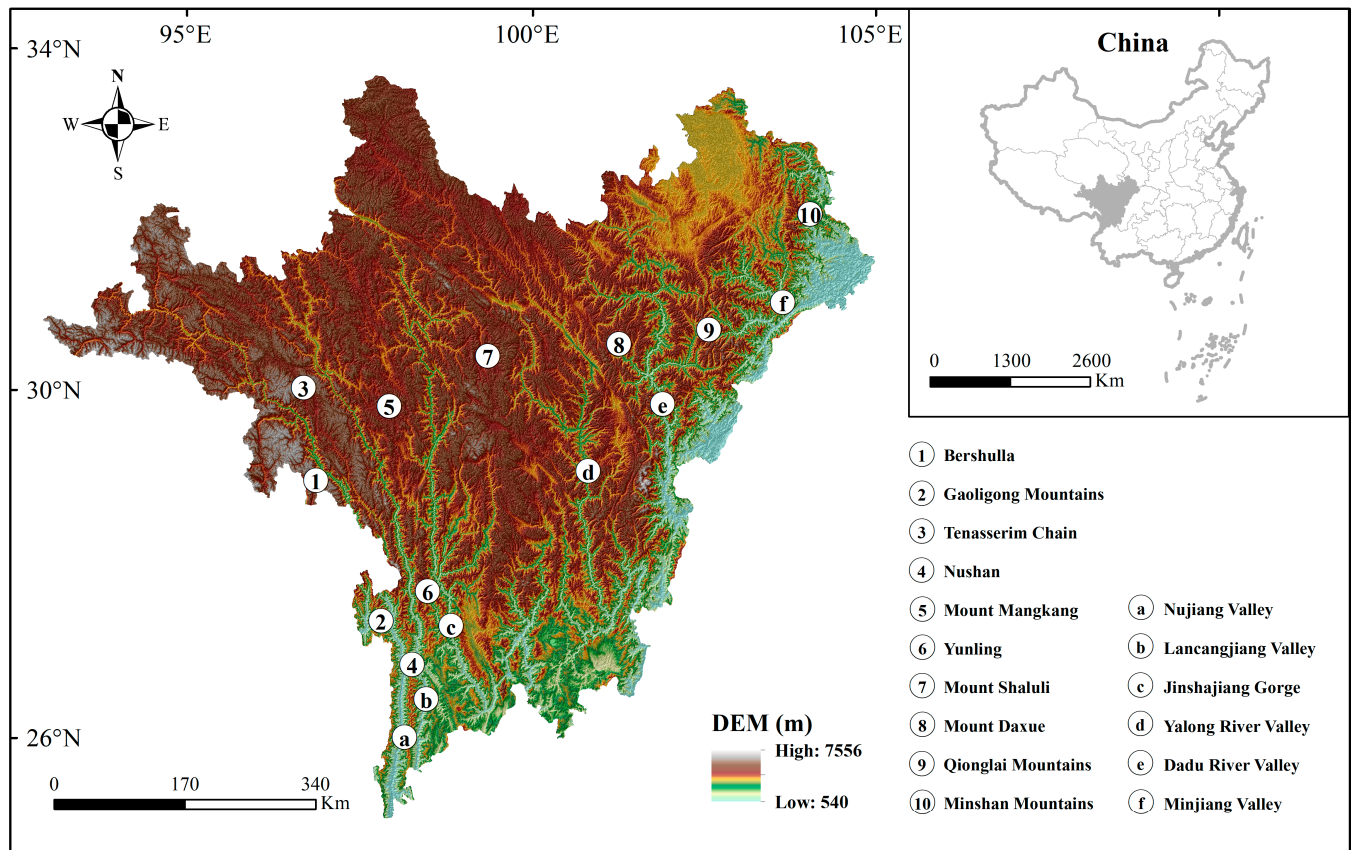 95°E
100°E
105°E
34°N
30°N
26°N
N
W
E
S
China
0
1300
2600
Km
10
f
9
8
7
3
5
e
d
1
6
2
c
4
b
a
1 Bershulla
2 Gaoligong Mountains
3 Tenasserim Chain
4 Nushan
5 Mount Mangkang
6 Yunling
7 Mount Shaluli
8 Mount Daxue
9 Qionglai Mountains
10 Minshan Mountains
a Nujiang Valley
b Lancangjiang Valley
c Jinshajiang Gorge
d Yalong River Valley
e Dadu River Valley
f Minjiang Valley
DEM (m)
High: 7556
Low: 540
0
170
340
Km